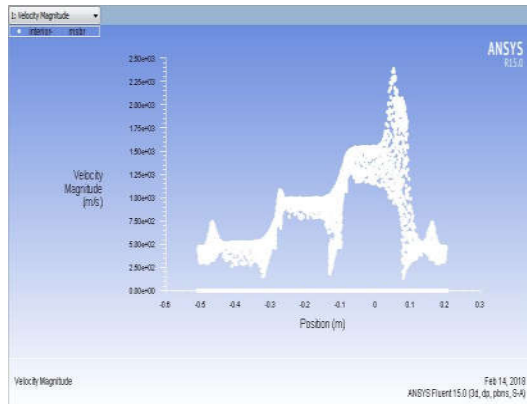 1: Velocity Magnitude
interior- msbr
ANSYS
R15.0
2.50e+03
2.25e+03
2.00e+03
1.75e+03
1.50e+03
1.25e+03
1.00e+03
7.50e+02
5.00e+02
2.50e+02
0.00e+00
Velocity
Magnitude
(m/s)
-0.6 -0.5 -0.4 -0.3 -0.2 -0.1 0 0.1 0.2 0.3
Position (m)
Velocity Magnitude
Feb 14, 2018
ANSYS Fluent 15.0 (3d, dp, pbns, S-A)